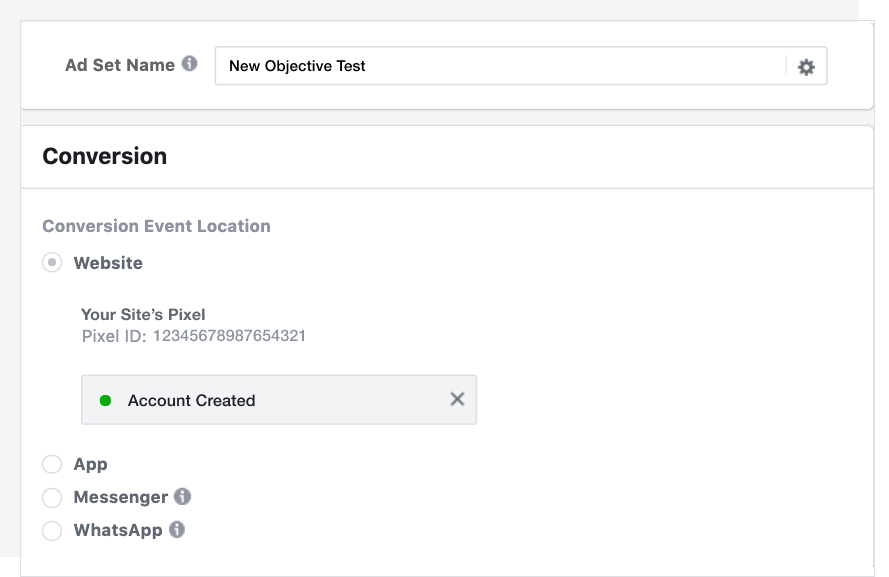 Ad Set Name
New Objective Test
Conversion
Conversion Event Location
Website
Your Site's Pixel
Pixel ID: 12345678987654321
Account Created
App
Messenger
WhatsApp